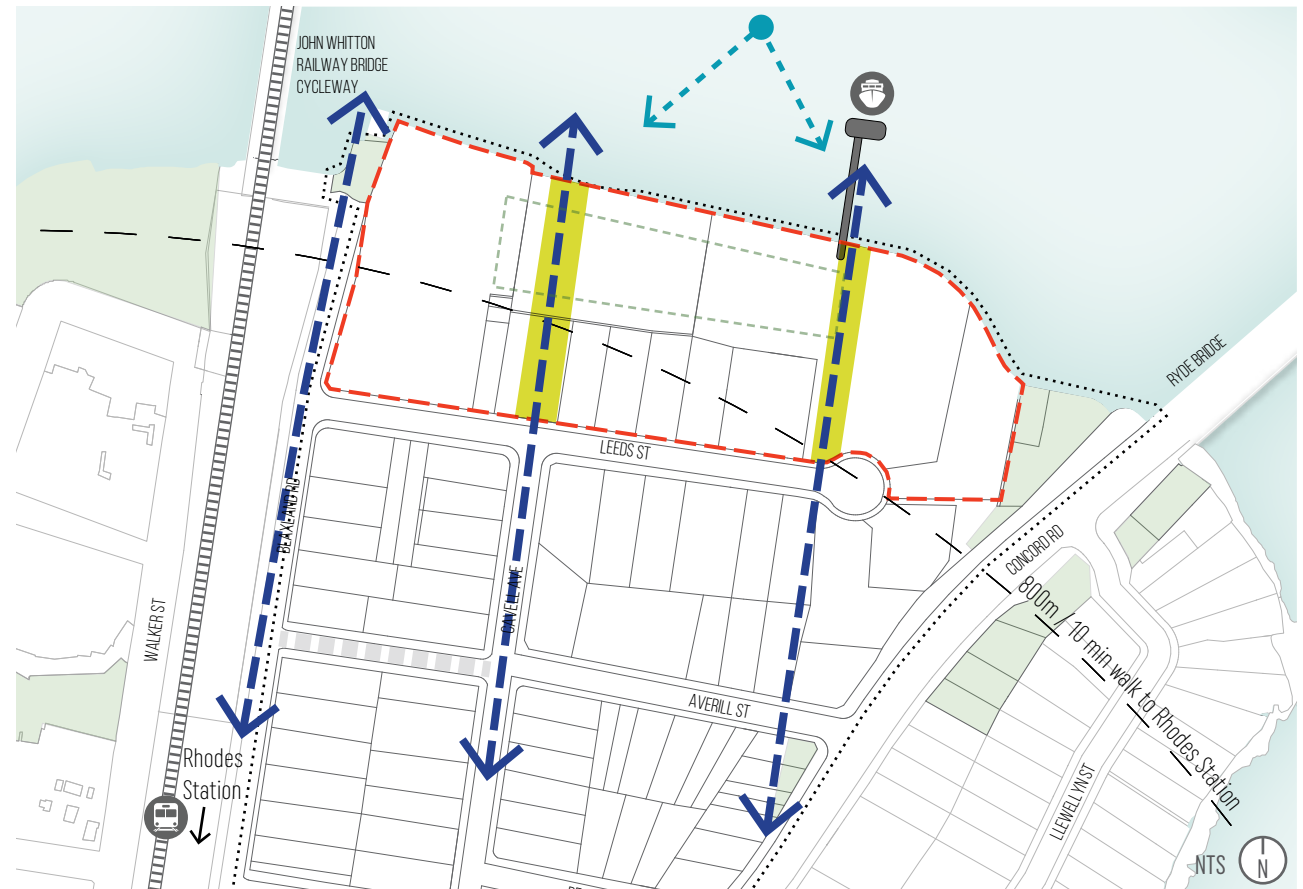 JOHN WHITTON
RAILWAY BRIDGE
CYCLEWAY
RYDE BRIDGE
LEEDS ST
BLAXLAND RD
CONCORD RD
CAVELL AVE
WALKER ST
800m / 10 min walk to Rhodes Station
AVERILL ST
Rhodes
Station
LLEWELLYN ST
NTS
N